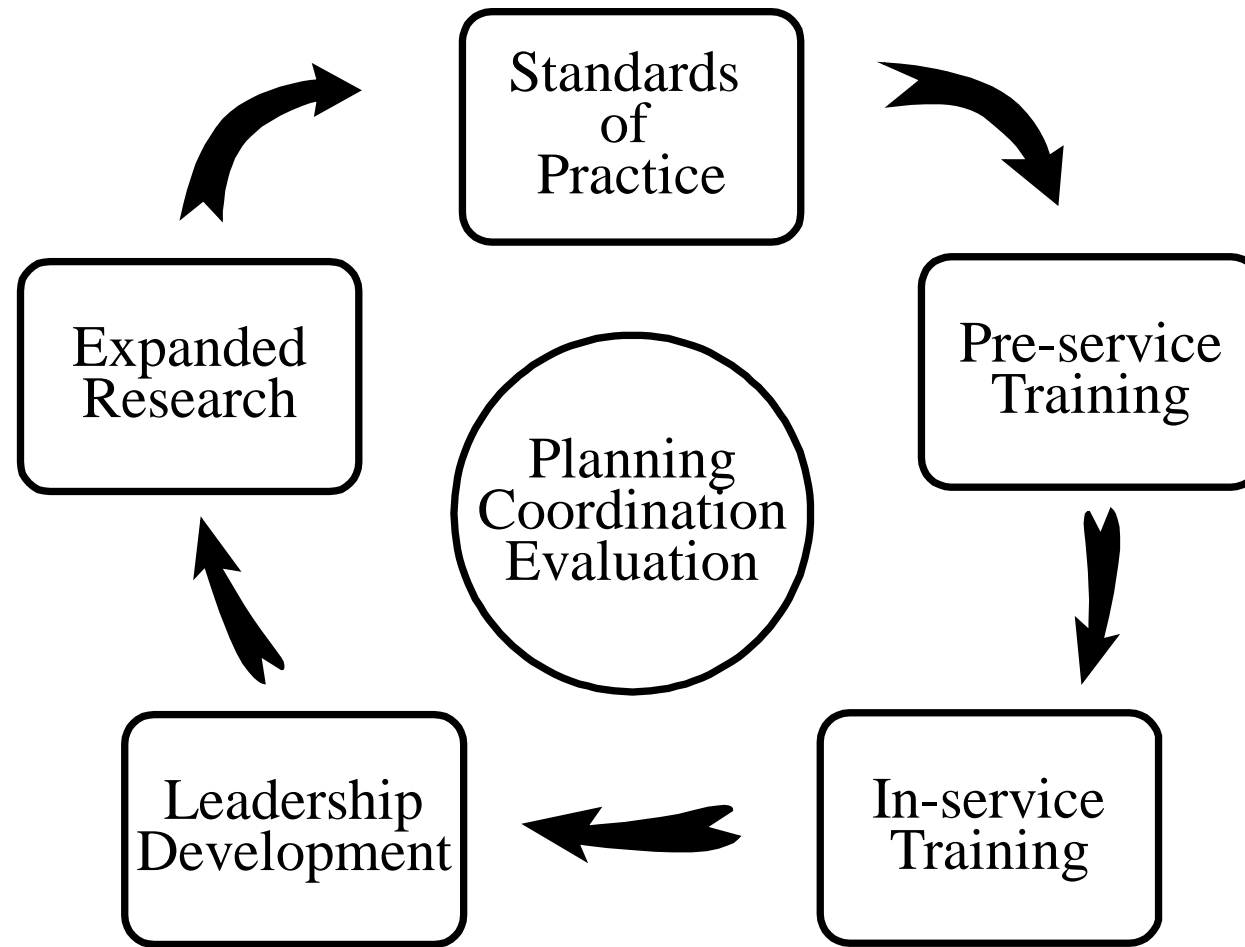 Standards
of
Practice
Pre-service
Training
In-service
Training
Leadership
Development
Expanded
Research
Planning
Coordination
Evaluation